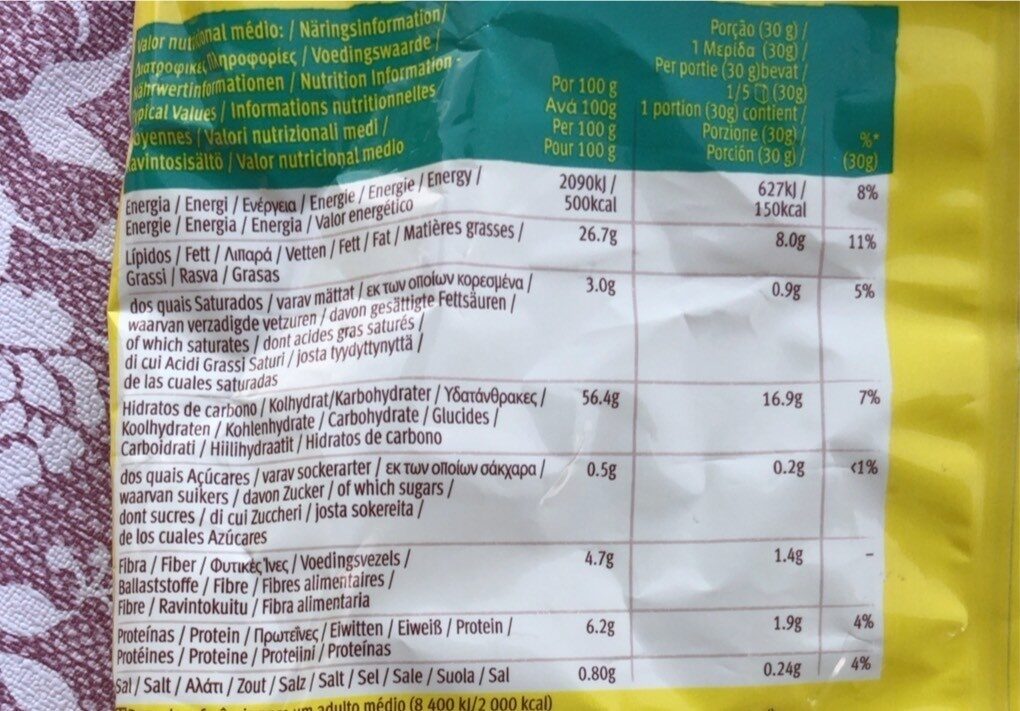 Valor nutricional médio: / Näringsinformation/
Διατροφικές Πληροφορίες / Voedingswaarde /
Nährwertinformationen / Nutrition Information -
Typical Values / Informations nutritionnelles
Moyennes / Valori nutrizionali medi /
Ravintosisältö / Valor nutricional medio
Por 100 g
Ανά 100g
Per 100 g
Pour 100 g
Porção (30 g) /
1 Μερίδα (30g) /
Per portie (30 g)bevat /
1/5 (30g)
1 portion (30g) contient /
Porzione (30g) /
Porción (30 g) /
%*
(30g)
Energia / Energi / Ενέργεια / Energie / Energie / Energy /
Energie / Energia / Energia / Valor energético
2090kJ /
500kcal
627kJ /
150kcal
8%
Lípidos / Fett / Λιπαρά / Vetten / Fett / Fat / Matières grasses /
Grassi / Rasva / Grasas
26.7g
8.0g
11%
dos quais Saturados / varav mättat / εκ των οποίων κορεσμένα /
waarvan verzadigde vetzuren / davon gesättigte Fettsäuren /
of which saturates / dont acides gras saturés /
di cui Acidi Grassi Saturi / josta tyydyttynyttä /
de las cuales saturadas
3.0g
0.9g
5%
Hidratos de carbono / Kolhydrat/Karbohydrater / Υδατάνθρακες /
Koolhydraten / Kohlenhydrate / Carbohydrate / Glucides /
Carboidrati / Hiilihydraatit / Hidratos de carbono
56.4g
16.9g
7%
dos quais Açúcares / varav sockerarter / εκ των οποίων σάκχαρα /
waarvan suikers / davon Zucker / of which sugars /
dont sucres / di cui Zuccheri / josta sokereita /
de los cuales Azúcares
0.5g
0.2g
<1%
Fibra / Fiber / Φυτικές Ίνες / Voedingsvezels /
Ballaststoffe / Fibre / Fibres alimentaires /
Fibre / Ravintokuitu / Fibra alimentaria
4.7g
1.4g
-
Proteínas / Protein / Πρωτεΐνες / Eiwitten / Eiweiß / Protein /
Protéines / Proteine / Proteiini / Proteínas
6.2g
1.9g
4%
Sal / Salt / Αλάτι / Zout / Salz / Salt / Sel / Sale / Suola / Sal
0.80g
0.24g
4%
um adulto médio (8 400 kJ/2 000 kcal)